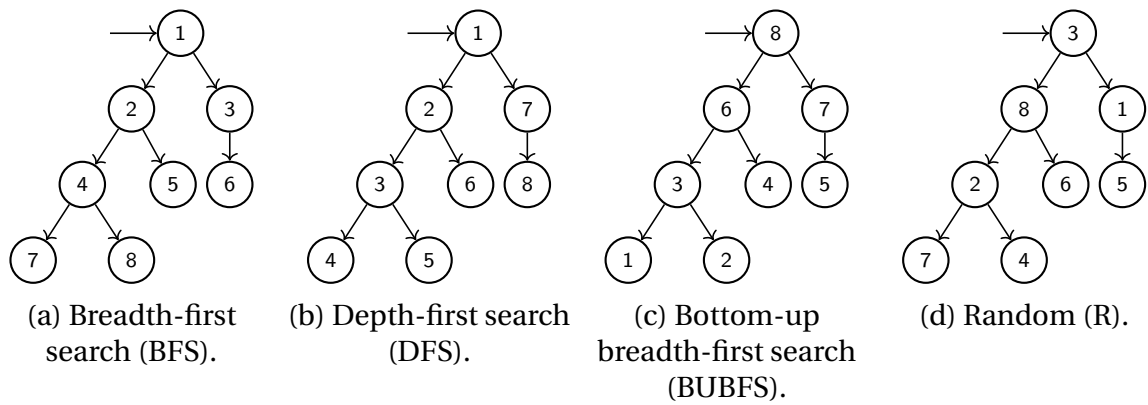 1
2 3
4 5 6
7 8
(a) Breadth-first
search (BFS).
1
2 7
3 6 8
4 5
(b) Depth-first search
(DFS).
8
6 7
3 4 5
1 2
(c) Bottom-up
breadth-first search
(BUBFS).
3
8 1
2 6 5
7 4
(d) Random (R).